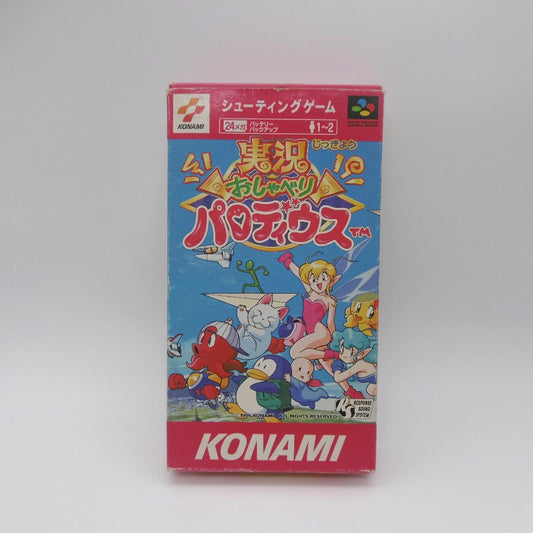 KONAMI
シューティングゲーム
24メガ
バッテリー
バックアップ
1~2
じっきょう
実況
おしゃべり
パロディウス TM
© 1995 KONAMI ALL RIGHTS RESERVED.
RESPONSE
SOUND
SYSTEM
KONAMI